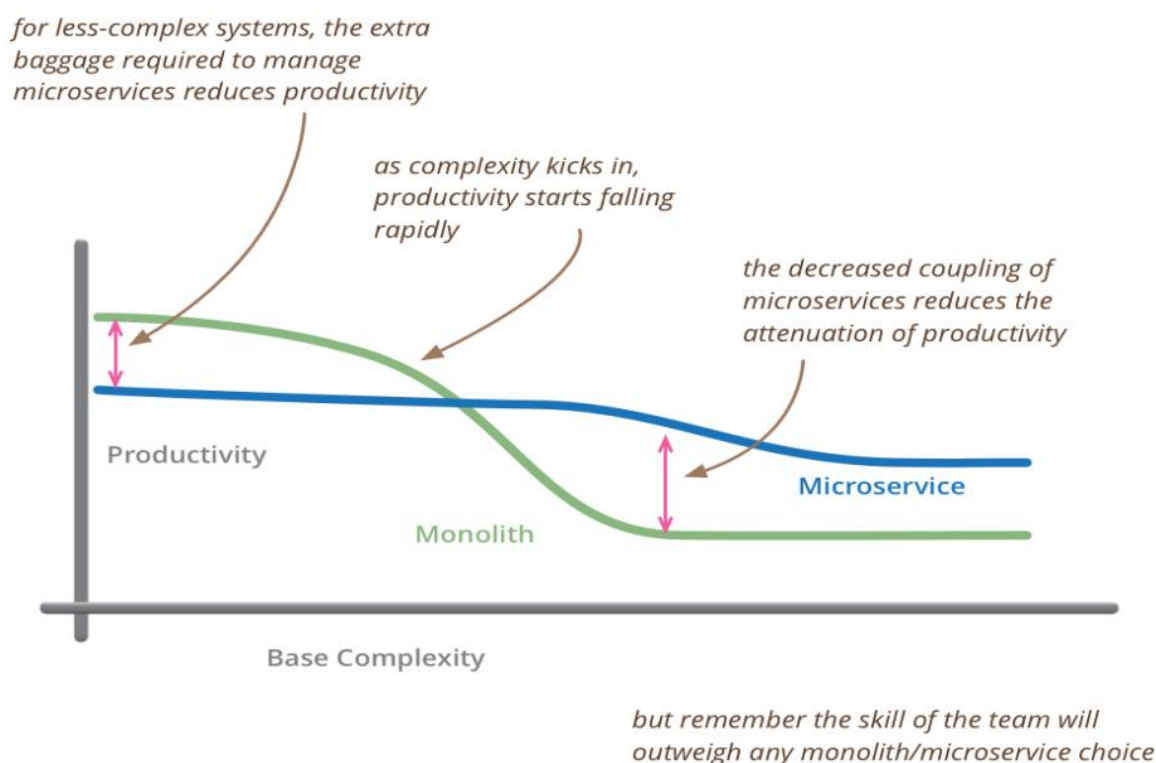 for less-complex systems, the extra
baggage required to manage
microservices reduces productivity
as complexity kicks in,
productivity starts falling
rapidly
the decreased coupling of
microservices reduces the
attenuation of productivity
Productivity
Microservice
Monolith
Base Complexity
but remember the skill of the team will
outweigh any monolith/microservice choice